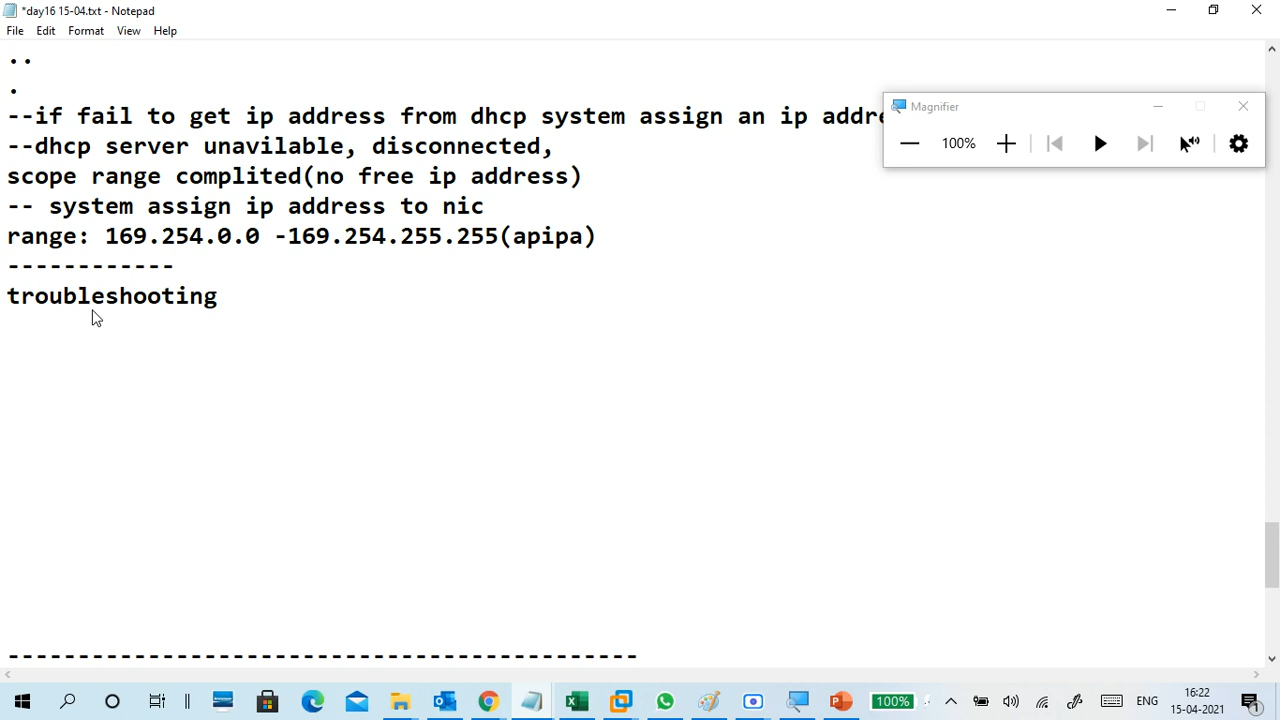 *day16 15-04.txt - Notepad
File Edit Format View Help
..
.
--if fail to get ip address from dhcp system assign an ip addre
Magnifier
100%
--dhcp server unavilable, disconnected,
scope range complited(no free ip address)
-- system assign ip address to nic
range: 169.254.0.0 -169.254.255.255(apipa)
------------
troubleshooting
---------------------------------------------
100%
ENG
16:22
15-04-2021
1